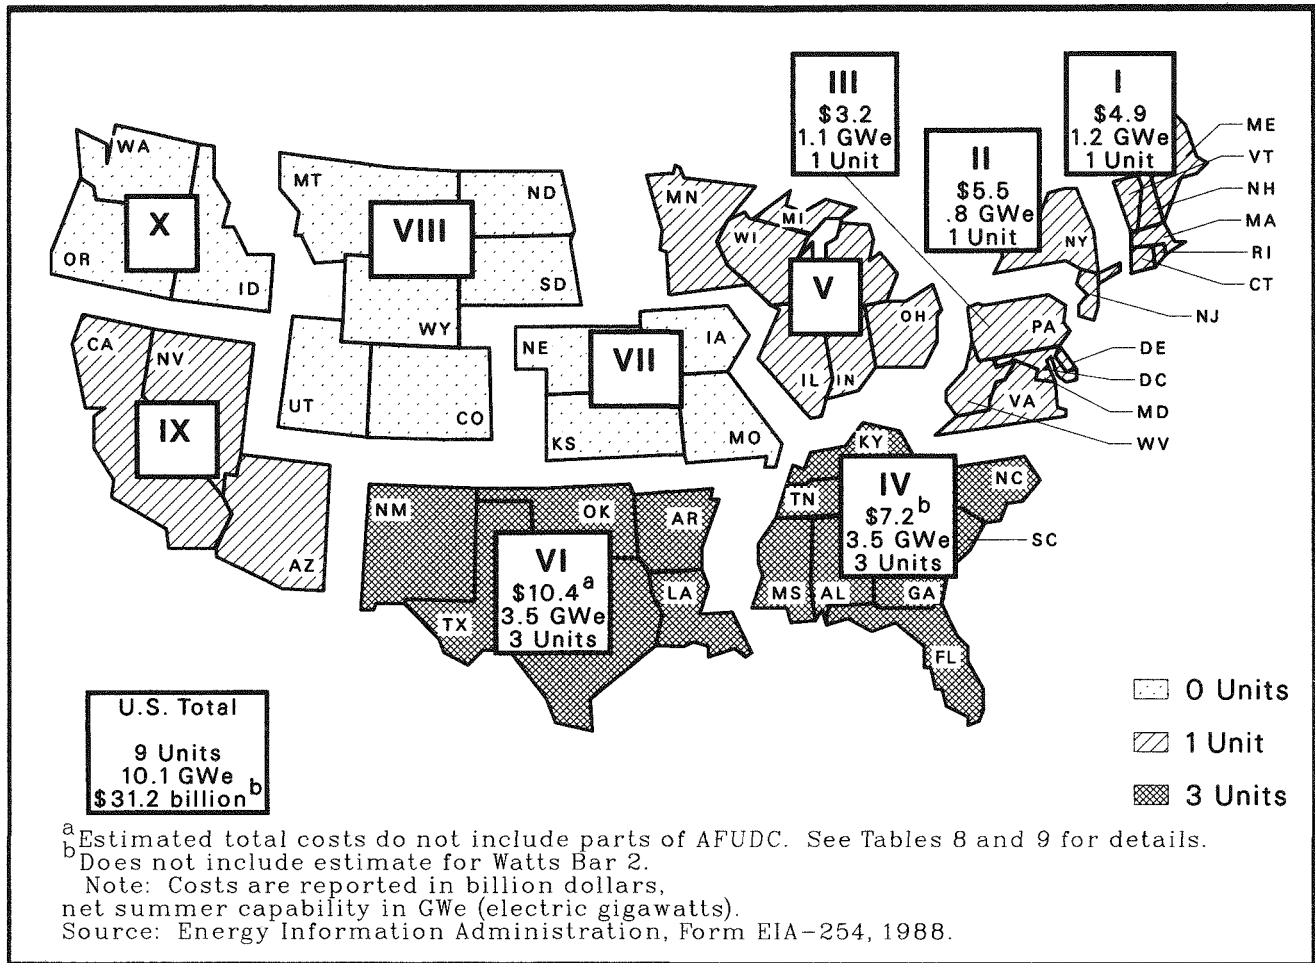 III
$3.2
1.1 GWe
1 Unit
I
$4.9
1.2 GWe
1 Unit
II
$5.5
.8 GWe
1 Unit
ME
VT
NH
MA
RI
CT
NJ
NY
WA
OR
ID
X
MT
ND
SD
WY
UT
CO
VIII
MN
WI
MI
IL
IN
OH
V
PA
DE
DC
MD
WV
VA
CA
NV
AZ
IX
NE
IA
KS
MO
VII
NM
OK
AR
TX
LA
VI
$10.4a
3.5 GWe
3 Units
KY
TN
NC
SC
MS
AL
GA
FL
IV
$7.2b
3.5 GWe
3 Units
U.S. Total
9 Units
10.1 GWe
$31.2 billionb
0 Units
1 Unit
3 Units
aEstimated total costs do not include parts of AFUDC. See Tables 8 and 9 for details.
bDoes not include estimate for Watts Bar 2.
Note: Costs are reported in billion dollars,
net summer capability in GWe (electric gigawatts).
Source: Energy Information Administration, Form EIA-254, 1988.